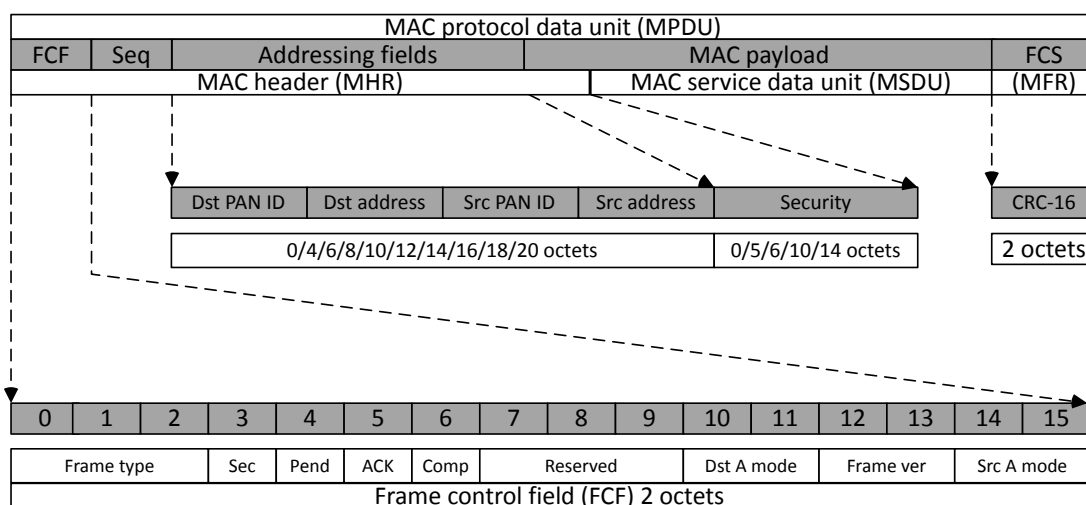 MAC protocol data unit (MPDU)
FCF Seq Addressing fields MAC payload FCS
MAC header (MHR) MAC service data unit (MSDU) (MFR)
Dst PAN ID Dst address Src PAN ID Src address Security CRC-16
0/4/6/8/10/12/14/16/18/20 octets 0/5/6/10/14 octets 2 octets
0 1 2 3 4 5 6 7 8 9 10 11 12 13 14 15
Frame type Sec Pend ACK Comp Reserved Dst A mode Frame ver Src A mode
Frame control field (FCF) 2 octets